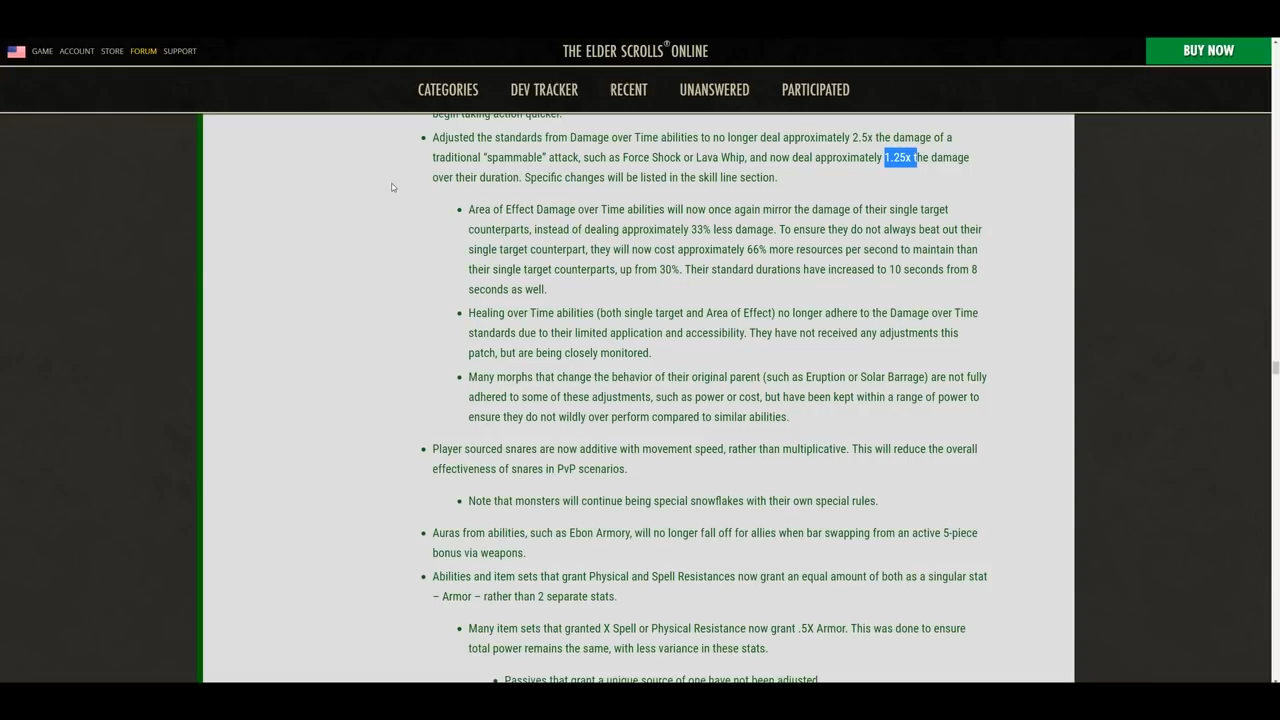 GAME ACCOUNT STORE FORUM SUPPORT
THE ELDER SCROLLS® ONLINE
BUY NOW
CATEGORIES DEV TRACKER RECENT UNANSWERED PARTICIPATED
begin taking action quicker.
• Adjusted the standards from Damage over Time abilities to no longer deal approximately 2.5x the damage of a
traditional “spammable” attack, such as Force Shock or Lava Whip, and now deal approximately 1.25x the damage
over their duration. Specific changes will be listed in the skill line section.
• Area of Effect Damage over Time abilities will now once again mirror the damage of their single target
counterparts, instead of dealing approximately 33% less damage. To ensure they do not always beat out their
single target counterpart, they will now cost approximately 66% more resources per second to maintain than
their single target counterparts, up from 30%. Their standard durations have increased to 10 seconds from 8
seconds as well.
• Healing over Time abilities (both single target and Area of Effect) no longer adhere to the Damage over Time
standards due to their limited application and accessibility. They have not received any adjustments this
patch, but are being closely monitored.
• Many morphs that change the behavior of their original parent (such as Eruption or Solar Barrage) are not fully
adhered to some of these adjustments, such as power or cost, but have been kept within a range of power to
ensure they do not wildly over perform compared to similar abilities.
• Player sourced snares are now additive with movement speed, rather than multiplicative. This will reduce the overall
effectiveness of snares in PvP scenarios.
• Note that monsters will continue being special snowflakes with their own special rules.
• Auras from abilities, such as Ebon Armory, will no longer fall off for allies when bar swapping from an active 5-piece
bonus via weapons.
• Abilities and item sets that grant Physical and Spell Resistances now grant an equal amount of both as a singular stat
– Armor – rather than 2 separate stats.
• Many item sets that granted X Spell or Physical Resistance now grant .5X Armor. This was done to ensure
total power remains the same, with less variance in these stats.
• Passives that grant a unique source of one have not been adjusted.